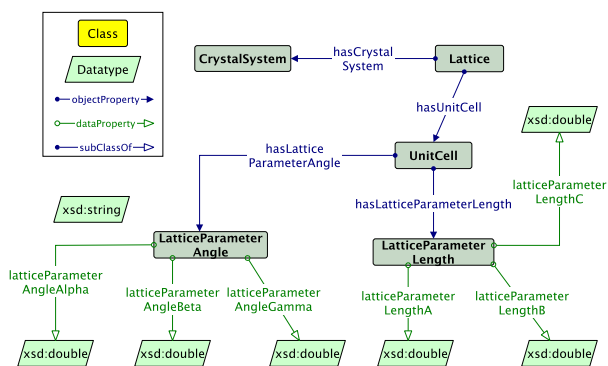 Class
Datatype
objectProperty
dataProperty
subClassOf
CrystalSystem
hasCrystal
System
Lattice
hasUnitCell
xsd:double
hasLattice
ParameterAngle
UnitCell
latticeParameter
LengthC
xsd:string
hasLatticeParameterLength
LatticeParameter
Angle
LatticeParameter
Length
latticeParameter
AngleAlpha
latticeParameter
AngleBeta
latticeParameter
AngleGamma
latticeParameter
LengthA
latticeParameter
LengthB
xsd:double
xsd:double
xsd:double
xsd:double
xsd:double